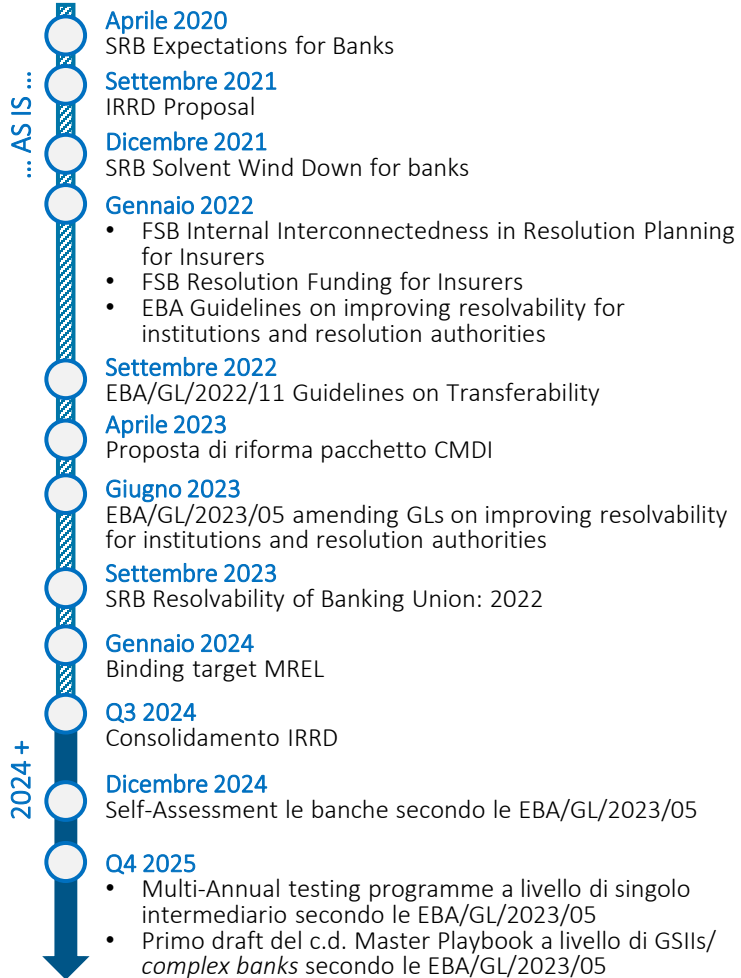 Aprile 2020
SRB Expectations for Banks
Settembre 2021
IRRD Proposal
Dicembre 2021
SRB Solvent Wind Down for banks
... AS IS ...
Gennaio 2022
• FSB Internal Interconnectedness in Resolution Planning
for Insurers
• FSB Resolution Funding for Insurers
• EBA Guidelines on improving resolvability for
institutions and resolution authorities
Settembre 2022
EBA/GL/2022/11 Guidelines on Transferability
Aprile 2023
Proposta di riforma pacchetto CMDI
Giugno 2023
EBA/GL/2023/05 amending GLs on improving resolvability
for institutions and resolution authorities
Settembre 2023
SRB Resolvability of Banking Union: 2022
Gennaio 2024
Binding target MREL
Q3 2024
Consolidamento IRRD
2024 +
Dicembre 2024
Self-Assessment le banche secondo le EBA/GL/2023/05
Q4 2025
• Multi-Annual testing programme a livello di singolo
intermediario secondo le EBA/GL/2023/05
• Primo draft del c.d. Master Playbook a livello di GSIIs/
complex banks secondo le EBA/GL/2023/05